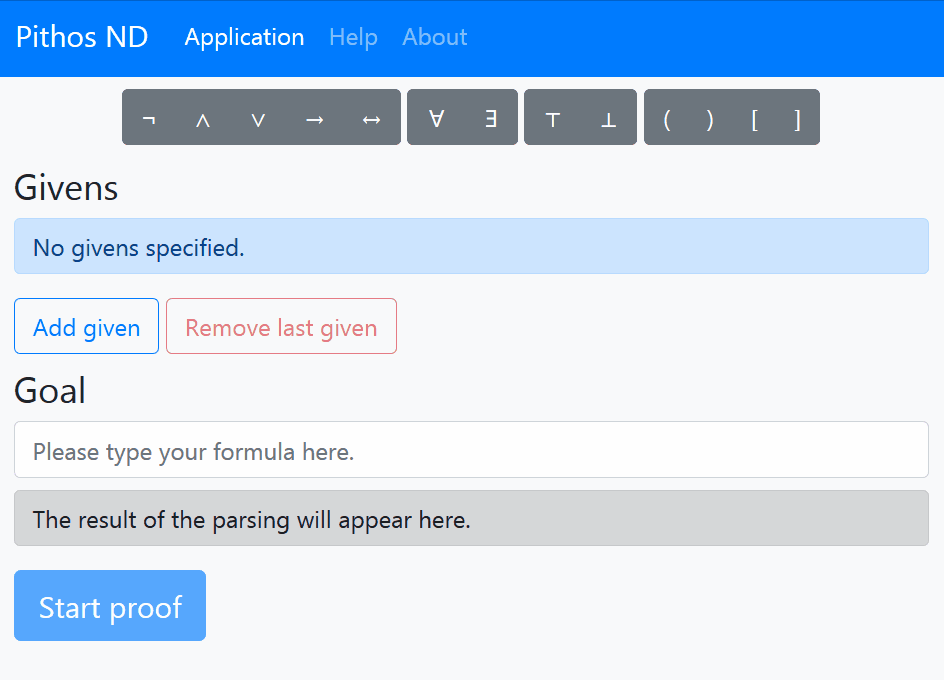 Pithos ND Application Help About
¬ ∧ ∨ → ↔ ∀ ∃ ⊤ ⊥ ( ) [ ]
Givens
No givens specified.
Add given Remove last given
Goal
Please type your formula here.
The result of the parsing will appear here.
Start proof